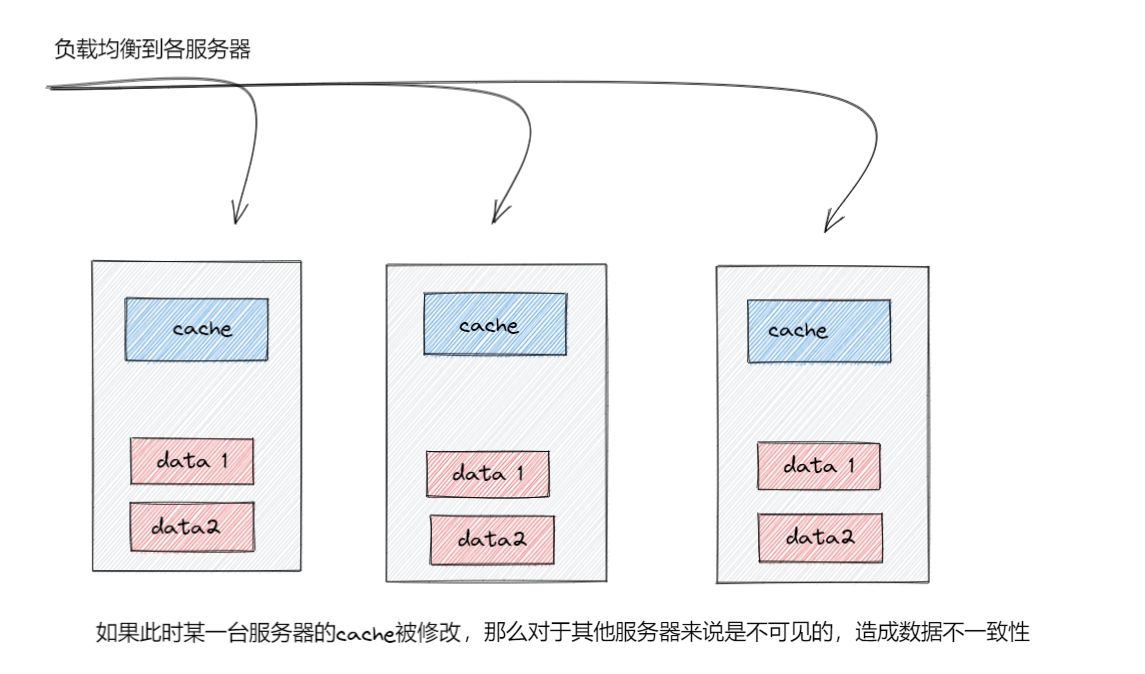 负载均衡到各服务器
cache
cache
cache
data 1
data 1
data 1
data2
data2
data2
如果此时某一台服务器的cache被修改，那么对于其他服务器来说是不可见的，造成数据不一致性